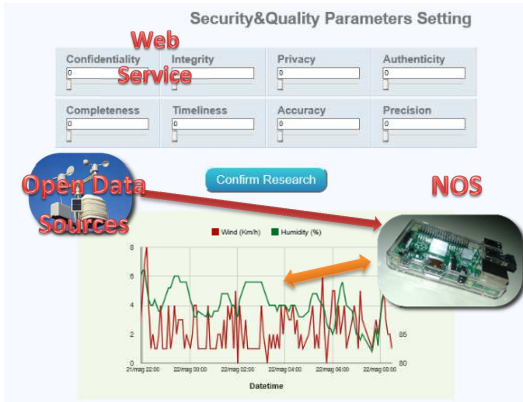 Security&Quality Parameters Setting
Web
Service
Confidentiality Integrity Privacy Authenticity
0 0 0 0
Completeness Timeliness Accuracy Precision
0 0 0 0
Confirm Research
Open Data
Sources
NOS
Wind (Km/h) Humidity (%)
8
6
4
2
0
85
80
21/mag 22:00 22/mag 00:00 22/mag 02:00 22/mag 04:00 22/mag 06:00 22/mag 08:00
Datetime